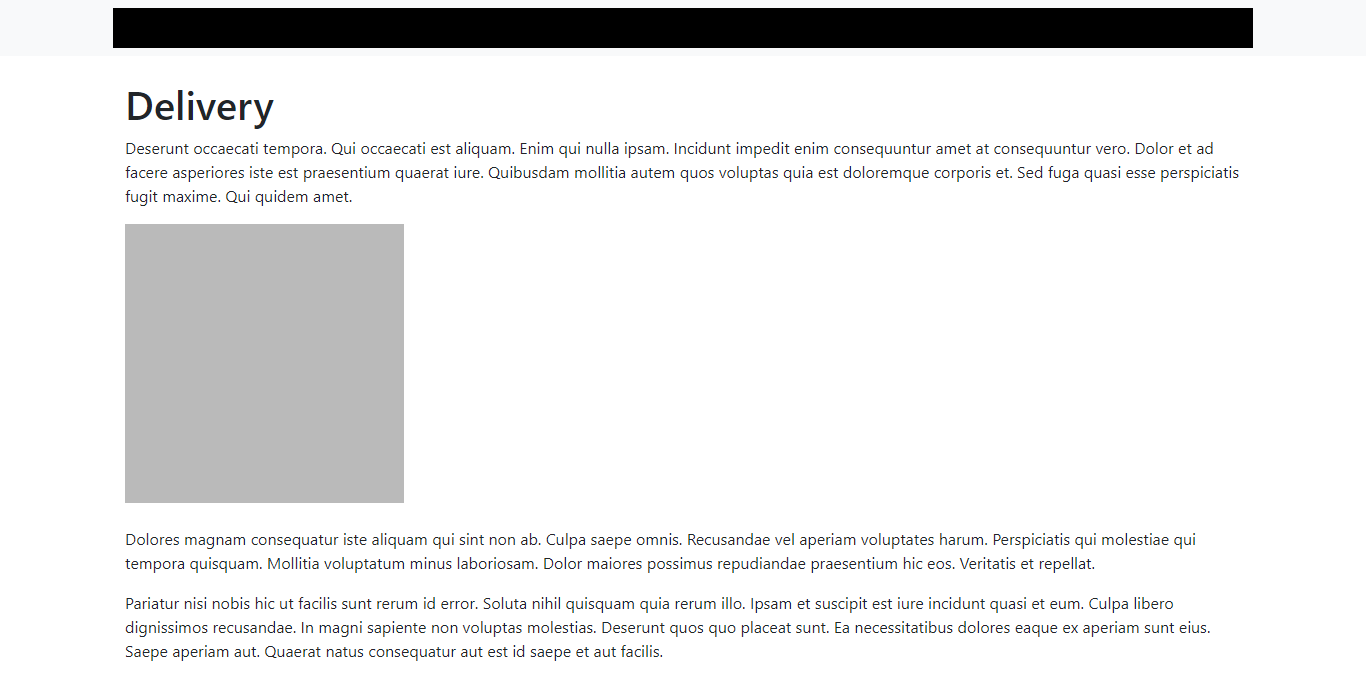 Delivery
Deserunt occaecati tempora. Qui occaecati est aliquam. Enim qui nulla ipsam. Incidunt impedit enim consequuntur amet at consequuntur vero. Dolor et ad
facere asperiores iste est praesentium quaerat iure. Quibusdam mollitia autem quos voluptas quia est doloremque corporis et. Sed fuga quasi esse perspiciatis
fugit maxime. Qui quidem amet.
Dolores magnam consequatur iste aliquam qui sint non ab. Culpa saepe omnis. Recusandae vel aperiam voluptates harum. Perspiciatis qui molestiae qui
tempora quisquam. Mollitia voluptatum minus laboriosam. Dolor maiores possimus repudiandae praesentium hic eos. Veritatis et repellat.
Pariatur nisi nobis hic ut facilis sunt rerum id error. Soluta nihil quisquam quia rerum illo. Ipsam et suscipit est iure incidunt quasi et eum. Culpa libero
dignissimos recusandae. In magni sapiente non voluptas molestias. Deserunt quos quo placeat sunt. Ea necessitatibus dolores eaque ex aperiam sunt eius.
Saepe aperiam aut. Quaerat natus consequatur aut est id saepe et aut facilis.